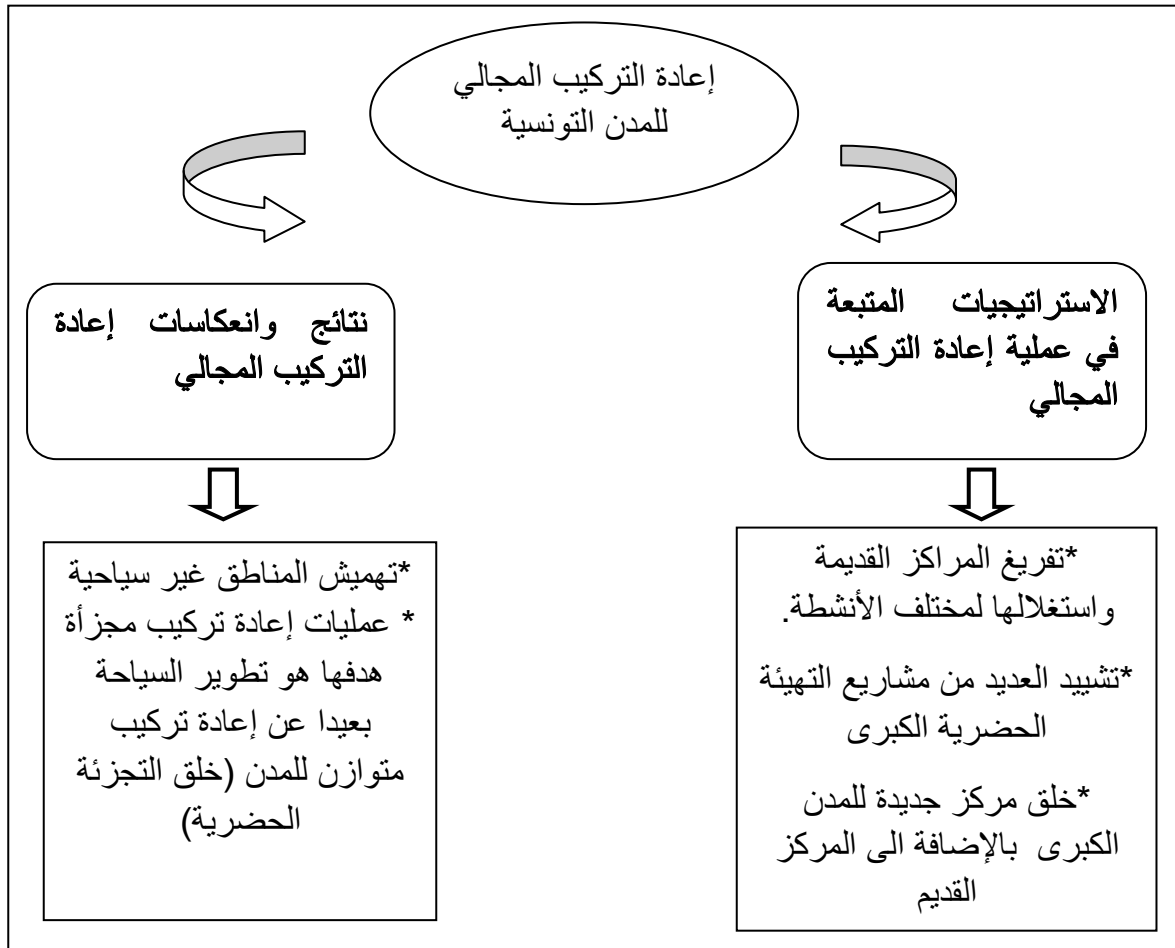 إعادة التركيب المجالي
للمدن التونسية
الاستراتيجيات المتبعة
في عملية إعادة التركيب
المجالي
*تفريغ المراكز القديمة
واستغلالها لمختلف الأنشطة.
*تشييد العديد من مشاريع التهيئة
الحضرية الكبرى
*خلق مركز جديدة للمدن
الكبرى بالإضافة الى المركز
القديم
نتائج وانعكاسات إعادة
التركيب المجالي
*تهميش المناطق غير سياحية
* عمليات إعادة تركيب مجزأة
هدفها هو تطوير السياحة
بعيدا عن إعادة تركيب
متوازن للمدن (خلق التجزئة
الحضرية)